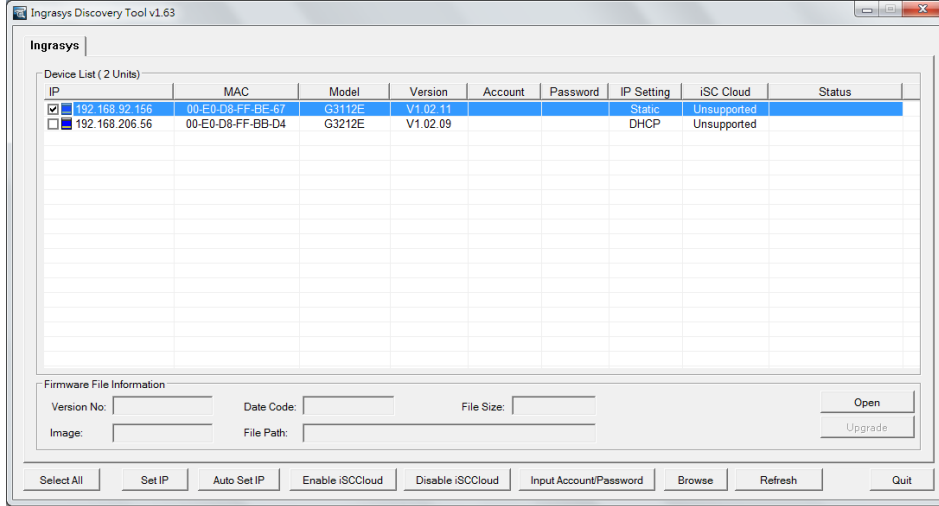 Ingrasys Discovery Tool v1.63
Ingrasys
Device List ( 2 Units)
IP MAC Model Version Account Password IP Setting iSC Cloud Status
192.168.92.156 00-E0-D8-FF-BE-67 G3112E V1.02.11 Static Unsupported
192.168.206.56 00-E0-D8-FF-BB-D4 G3212E V1.02.09 DHCP Unsupported
Firmware File Information
Version No: Date Code: File Size: Open
Image: File Path: Upgrade
Select All Set IP Auto Set IP Enable iSCCloud Disable iSCCloud Input Account/Password Browse Refresh Quit